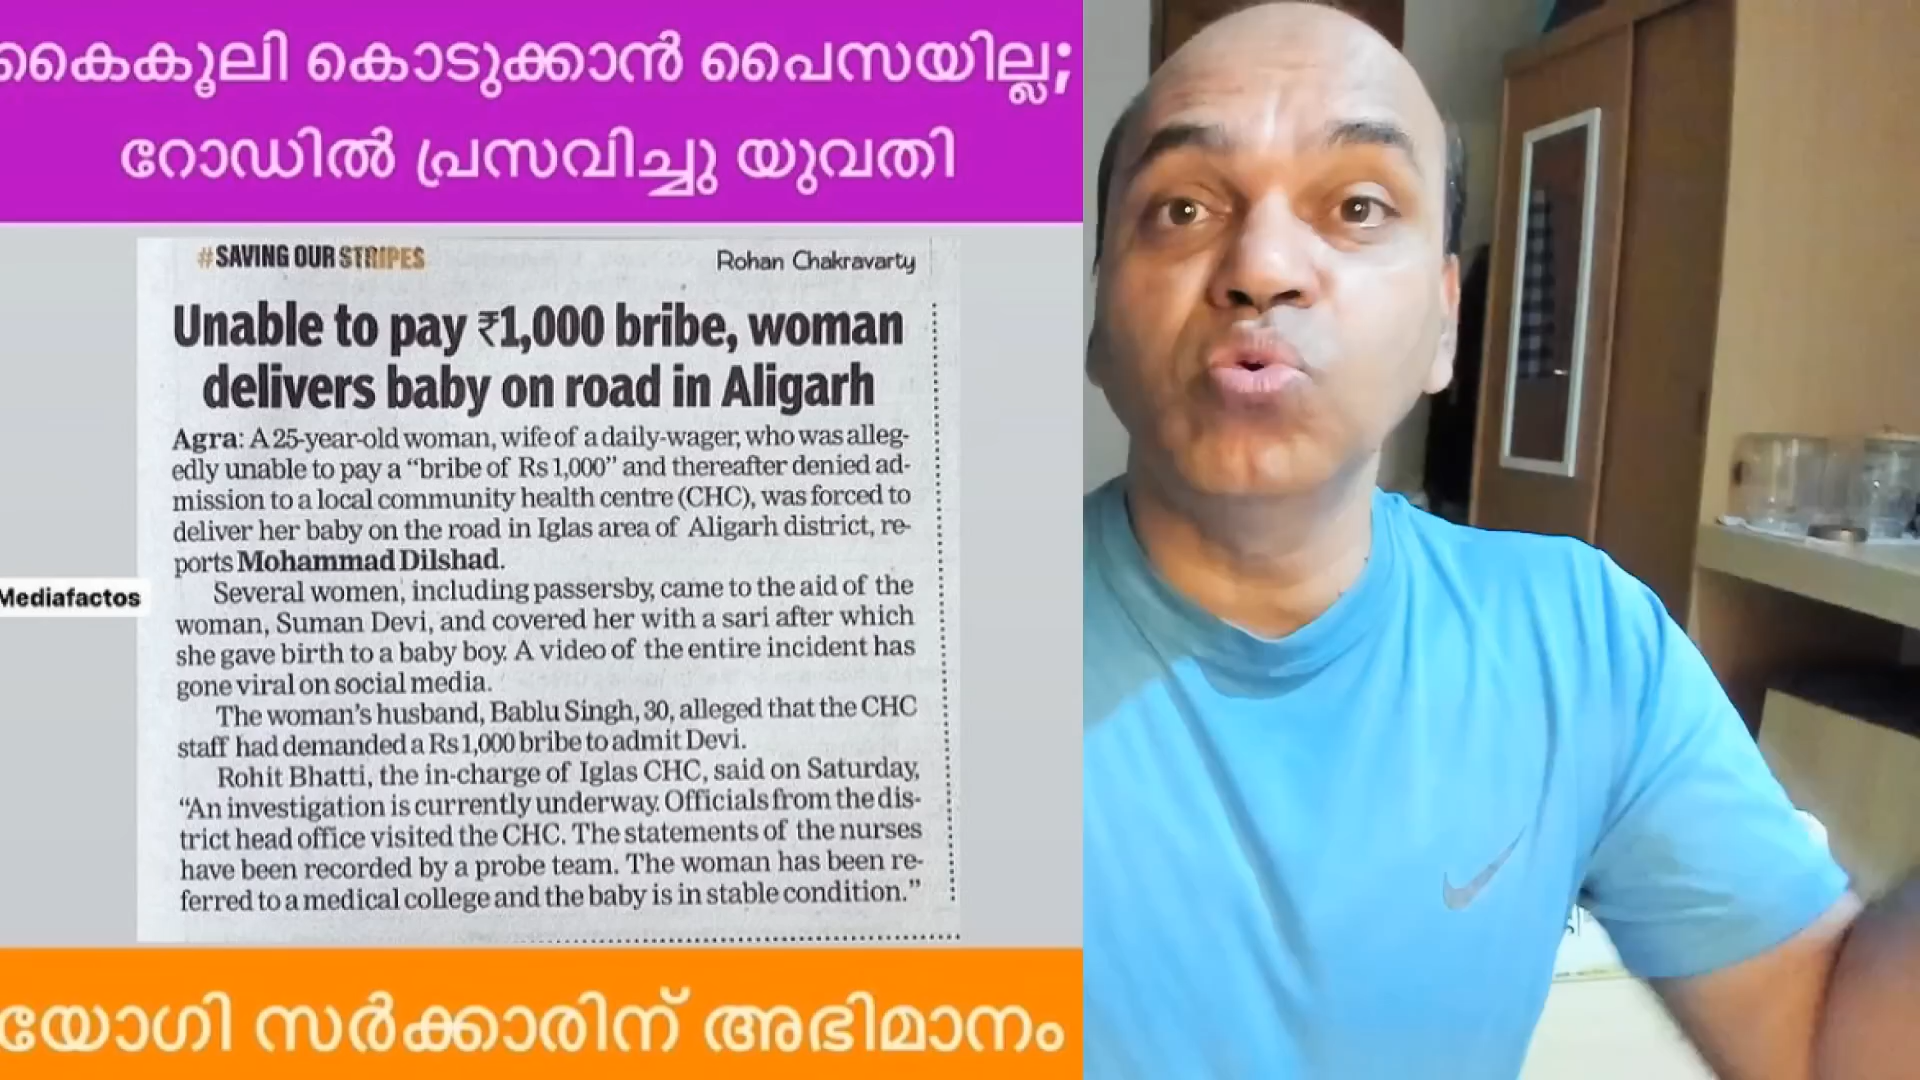 കൈകൂലി കൊടുക്കാൻ പൈസയില്ല;
റോഡിൽ പ്രസവിച്ചു യുവതി
#SAVING OUR STRIPES
Rohan Chakravarty
Unable to pay ₹1,000 bribe, woman
delivers baby on road in Aligarh
Agra: A 25-year-old woman, wife of a daily-wager, who was alleg-
edly unable to pay a “bribe of Rs 1,000” and thereafter denied ad-
mission to a local community health centre (CHC), was forced to
deliver her baby on the road in Iglas area of Aligarh district, re-
ports Mohammad Dilshad.
Several women, including passersby, came to the aid of the
woman, Suman Devi, and covered her with a sari after which
she gave birth to a baby boy. A video of the entire incident has
gone viral on social media.
The woman’s husband, Bablu Singh, 30, alleged that the CHC
staff had demanded a Rs 1,000 bribe to admit Devi.
Rohit Bhatti, the in-charge of Iglas CHC, said on Saturday,
“An investigation is currently underway. Officials from the dis-
trict head office visited the CHC. The statements of the nurses
have been recorded by a probe team. The woman has been re-
ferred to a medical college and the baby is in stable condition.”
Mediafactos
യോഗി സർക്കാരിന് അഭിമാനം